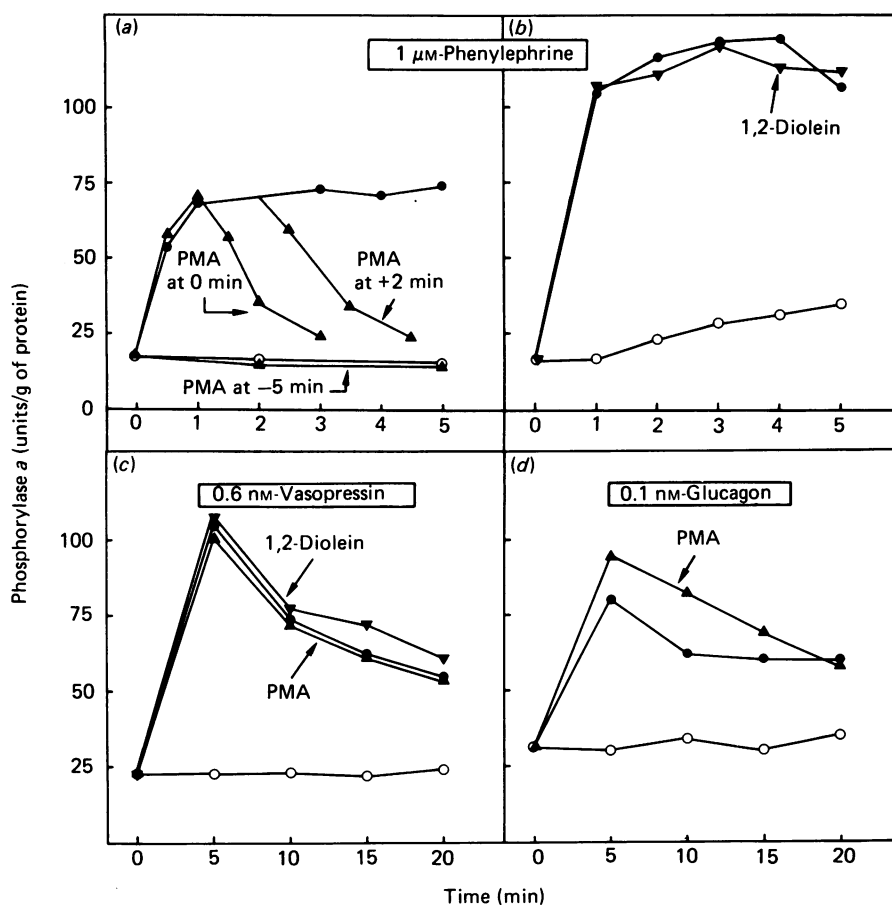 (a)
(b)
1 μM-Phenylephrine
100
75
50
25
0
PMA
at 0 min
PMA
at +2 min
PMA at −5 min
1,2-Diolein
0 1 2 3 4 5
0 1 2 3 4 5
(c)
(d)
0.6 nM-Vasopressin
0.1 nM-Glucagon
100
75
50
25
1,2-Diolein
PMA
PMA
0 5 10 15 20
0 5 10 15 20
Phosphorylase a (units/g of protein)
Time (min)